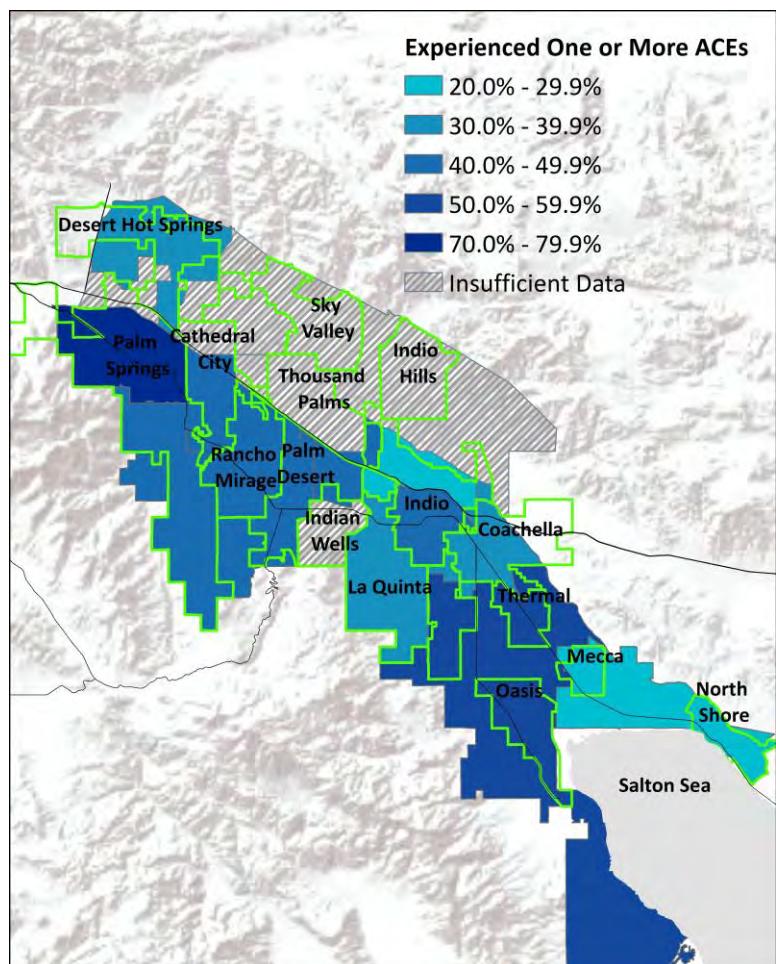 Experienced One or More ACEs
20.0% - 29.9%
30.0% - 39.9%
40.0% - 49.9%
50.0% - 59.9%
70.0% - 79.9%
Insufficient Data
Desert Hot Springs
Sky
Valley
Cathedral
City
Palm
Springs
Indio
Hills
Thousand
Palms
Rancho
Mirage
Palm
Desert
Indio
Indian
Wells
Coachella
La Quinta
Thermal
Mecca
Oasis
North
Shore
Salton Sea